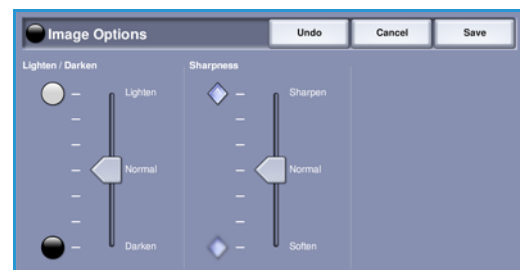 Image Options
Undo
Cancel
Save
Lighten / Darken
Lighten
Normal
Darken
Sharpness
Sharpen
Normal
Soften